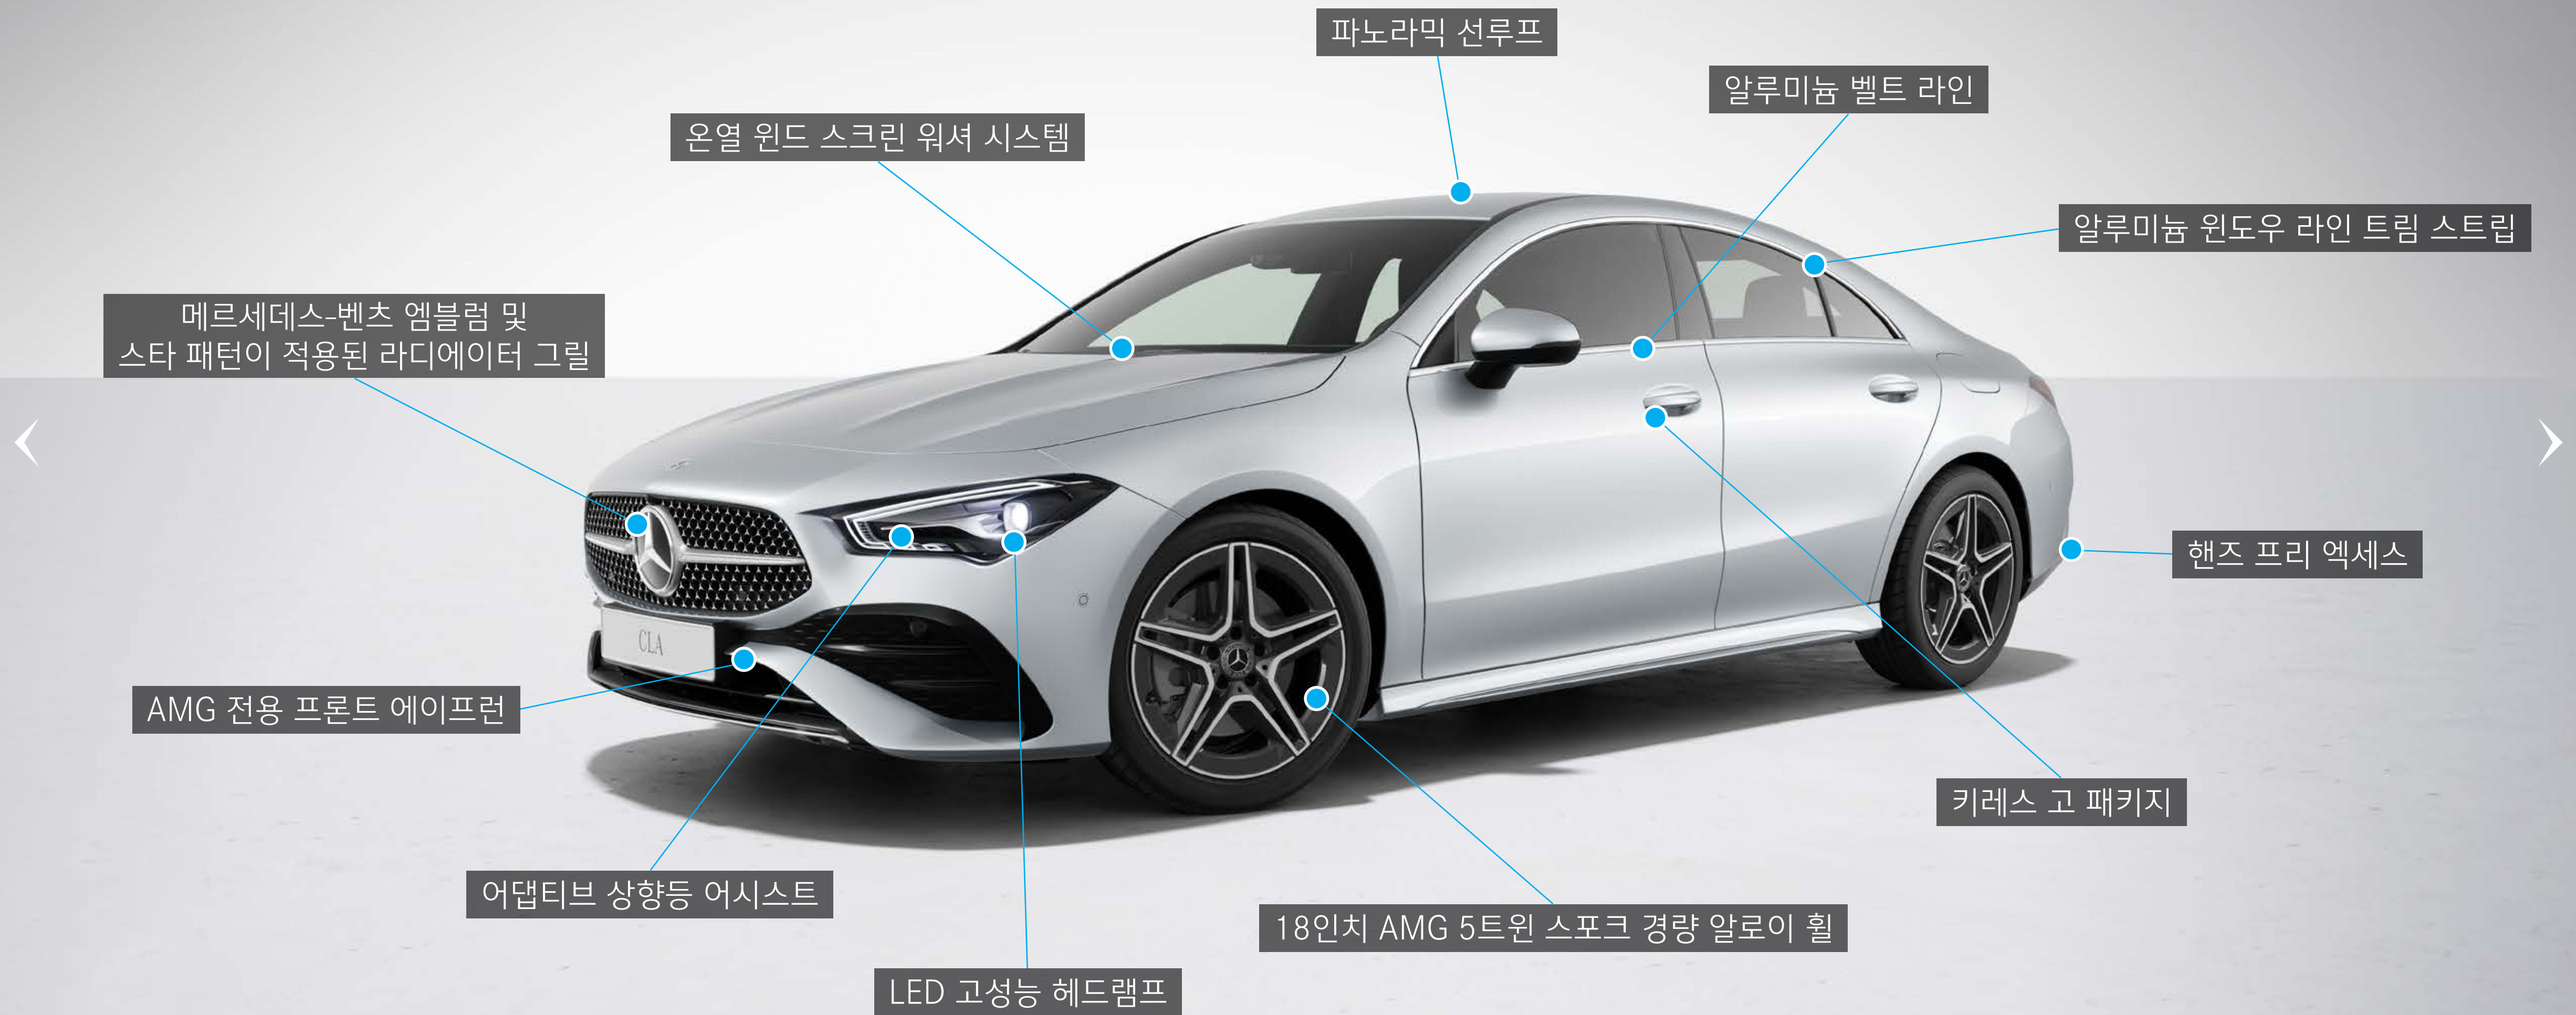 파노라믹 선루프
알루미늄 벨트 라인
온열 윈드 스크린 워셔 시스템
알루미늄 윈도우 라인 트림 스트립
메르세데스-벤츠 엠블럼 및
스타 패턴이 적용된 라디에이터 그릴
핸즈 프리 엑세스
CLA
AMG 전용 프론트 에이프런
키레스 고 패키지
어댑티브 상향등 어시스트
18인치 AMG 5트윈 스포크 경량 알로이 휠
LED 고성능 헤드램프